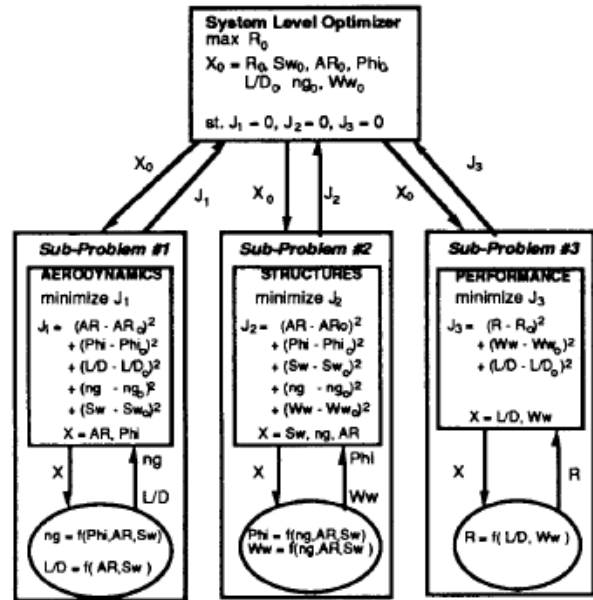 System Level Optimizer
max R₀
X₀ = R₀, Sw₀, AR₀, Phi₀,
L/D₀, ng₀, Ww₀
st. J₁ = 0, J₂ = 0, J₃ = 0
X₀
J₁
X₀
J₂
X₀
J₃
Sub-Problem #1
AERODYNAMICS
minimize J₁
J₁ = (AR - AR₀)²
+ (Phi - Phi₀)²
+ (L/D - L/D₀)²
+ (ng - ng₀)²
+ (Sw - Sw₀)²
X = AR, Phi
X
ng
L/D
ng = f(Phi,AR,Sw)
L/D = f( AR,Sw )
Sub-Problem #2
STRUCTURES
minimize J₂
J₂ = (AR - ARo)²
+ (Phi - Phi₀)²
+ (Sw - Sw₀)²
+ (ng - ng₀)²
+ (Ww - Ww₀)²
X = Sw, ng, AR
X
Phi
Ww
Phi = f(ng,AR,Sw)
Ww = f(ng,AR,Sw )
Sub-Problem #3
PERFORMANCE
minimize J₃
J₃ = (R - R₀)²
+ (Ww - Ww₀)²
+ (L/D - L/D₀)²
X = L/D, Ww
X
R
R = f( L/D, Ww )